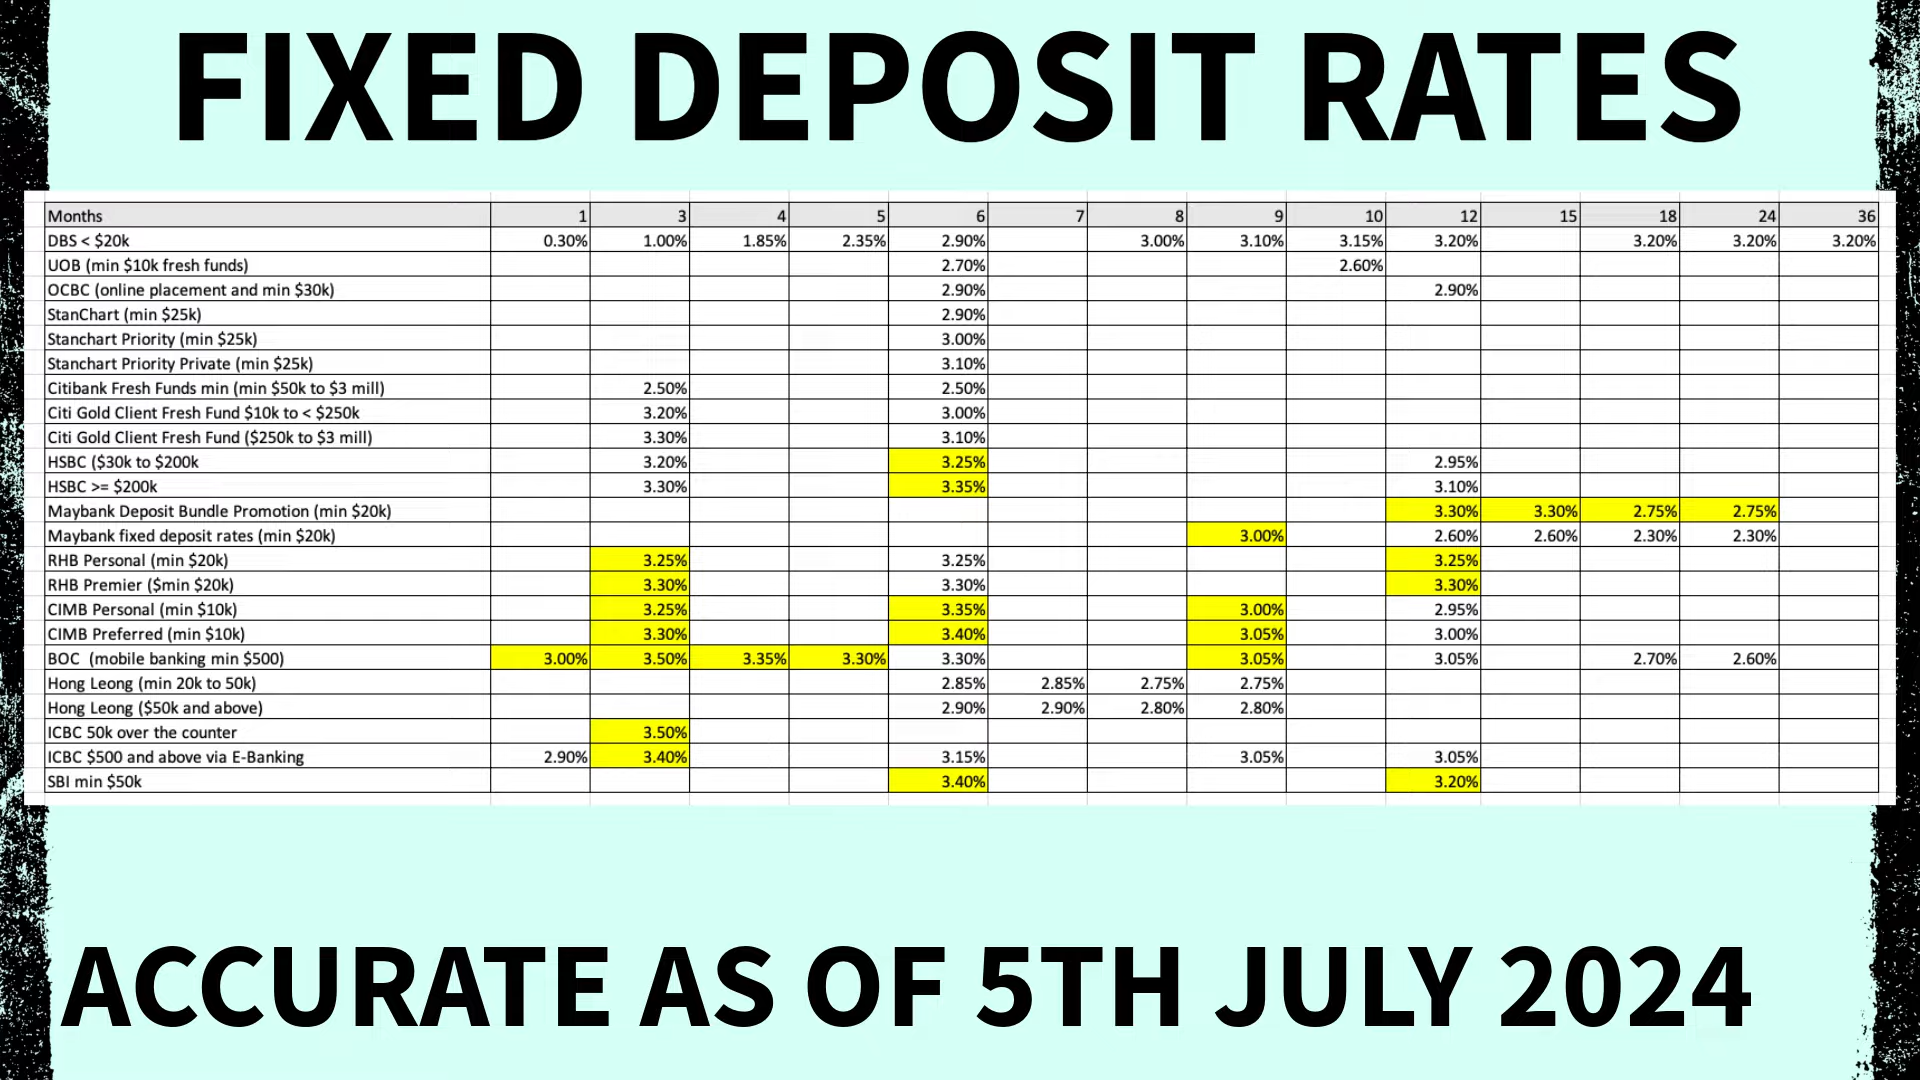 FIXED DEPOSIT RATES
Months 1 3 4 5 6 7 8 9 10 12 15 18 24 36
DBS < $20k 0.30% 1.00% 1.85% 2.35% 2.90% 3.00% 3.10% 3.15% 3.20% 3.20% 3.20% 3.20%
UOB (min $10k fresh funds) 2.70% 2.60%
OCBC (online placement and min $30k) 2.90% 2.90%
StanChart (min $25k) 2.90%
Stanchart Priority (min $25k) 3.00%
Stanchart Priority Private (min $25k) 3.10%
Citibank Fresh Funds min (min $50k to $3 mill) 2.50% 2.50%
Citi Gold Client Fresh Fund $10k to < $250k 3.20% 3.00%
Citi Gold Client Fresh Fund ($250k to $3 mill) 3.30% 3.10%
HSBC ($30k to $200k 3.20% 3.25% 2.95%
HSBC >= $200k 3.30% 3.35% 3.10%
Maybank Deposit Bundle Promotion (min $20k) 3.30% 3.30% 2.75% 2.75%
Maybank fixed deposit rates (min $20k) 3.00% 2.60% 2.60% 2.30% 2.30%
RHB Personal (min $20k) 3.25% 3.25% 3.25%
RHB Premier ($min $20k) 3.30% 3.30% 3.30%
CIMB Personal (min $10k) 3.25% 3.35% 3.00% 2.95%
CIMB Preferred (min $10k) 3.30% 3.40% 3.05% 3.00%
BOC (mobile banking min $500) 3.00% 3.50% 3.35% 3.30% 3.30% 3.05% 3.05% 2.70% 2.60%
Hong Leong (min 20k to 50k) 2.85% 2.85% 2.75% 2.75%
Hong Leong ($50k and above) 2.90% 2.90% 2.80% 2.80%
ICBC 50k over the counter 3.50%
ICBC $500 and above via E-Banking 2.90% 3.40% 3.15% 3.05% 3.05%
SBI min $50k 3.40% 3.20%
ACCURATE AS OF 5TH JULY 2024